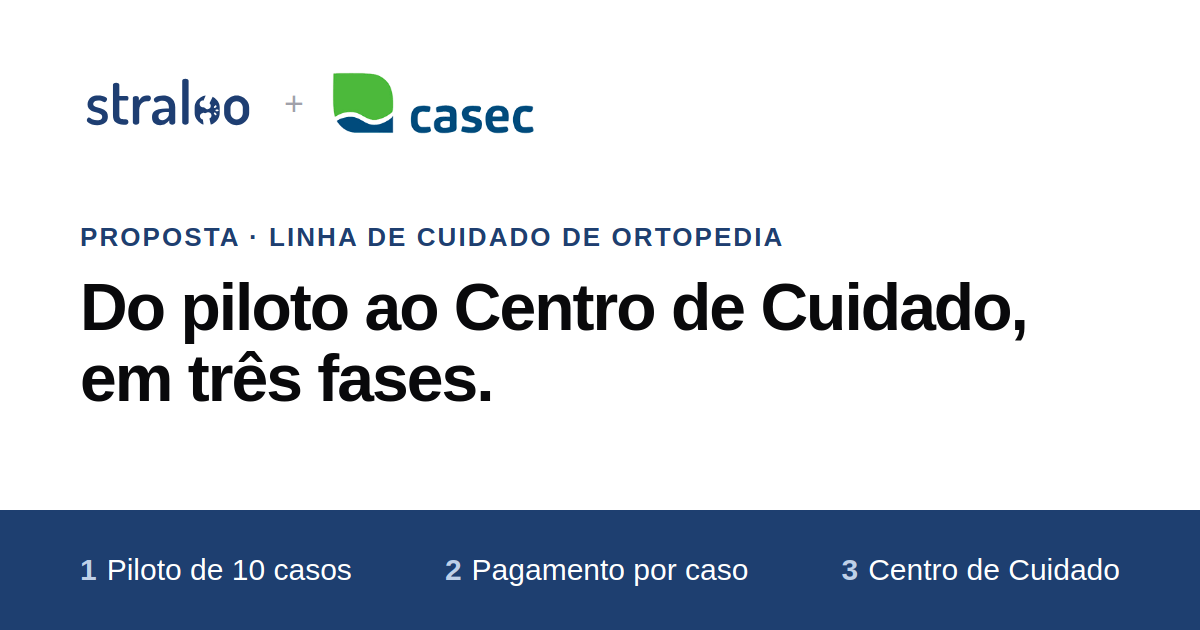 straloo + casec
PROPOSTA · LINHA DE CUIDADO DE ORTOPEDIA
Do piloto ao Centro de Cuidado,
em três fases.
1 Piloto de 10 casos 2 Pagamento por caso 3 Centro de Cuidado